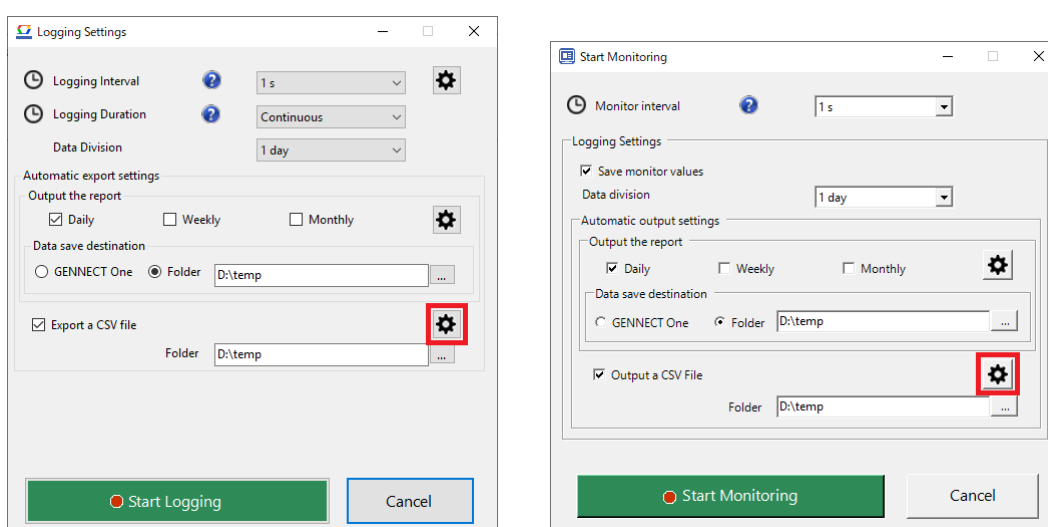 Logging Settings
Logging Interval ? 1 s
Logging Duration ? Continuous
Data Division 1 day
Automatic export settings
Output the report
Daily Weekly Monthly
Data save destination
GENNECT One Folder D:\temp ...
Export a CSV file
Folder D:\temp ...
Start Logging Cancel
Start Monitoring
Monitor interval ? 1 s
Logging Settings
Save monitor values
Data division 1 day
Automatic output settings
Output the report
Daily Weekly Monthly
Data save destination
GENNECT One Folder D:\temp ...
Output a CSV File
Folder D:\temp ...
Start Monitoring Cancel